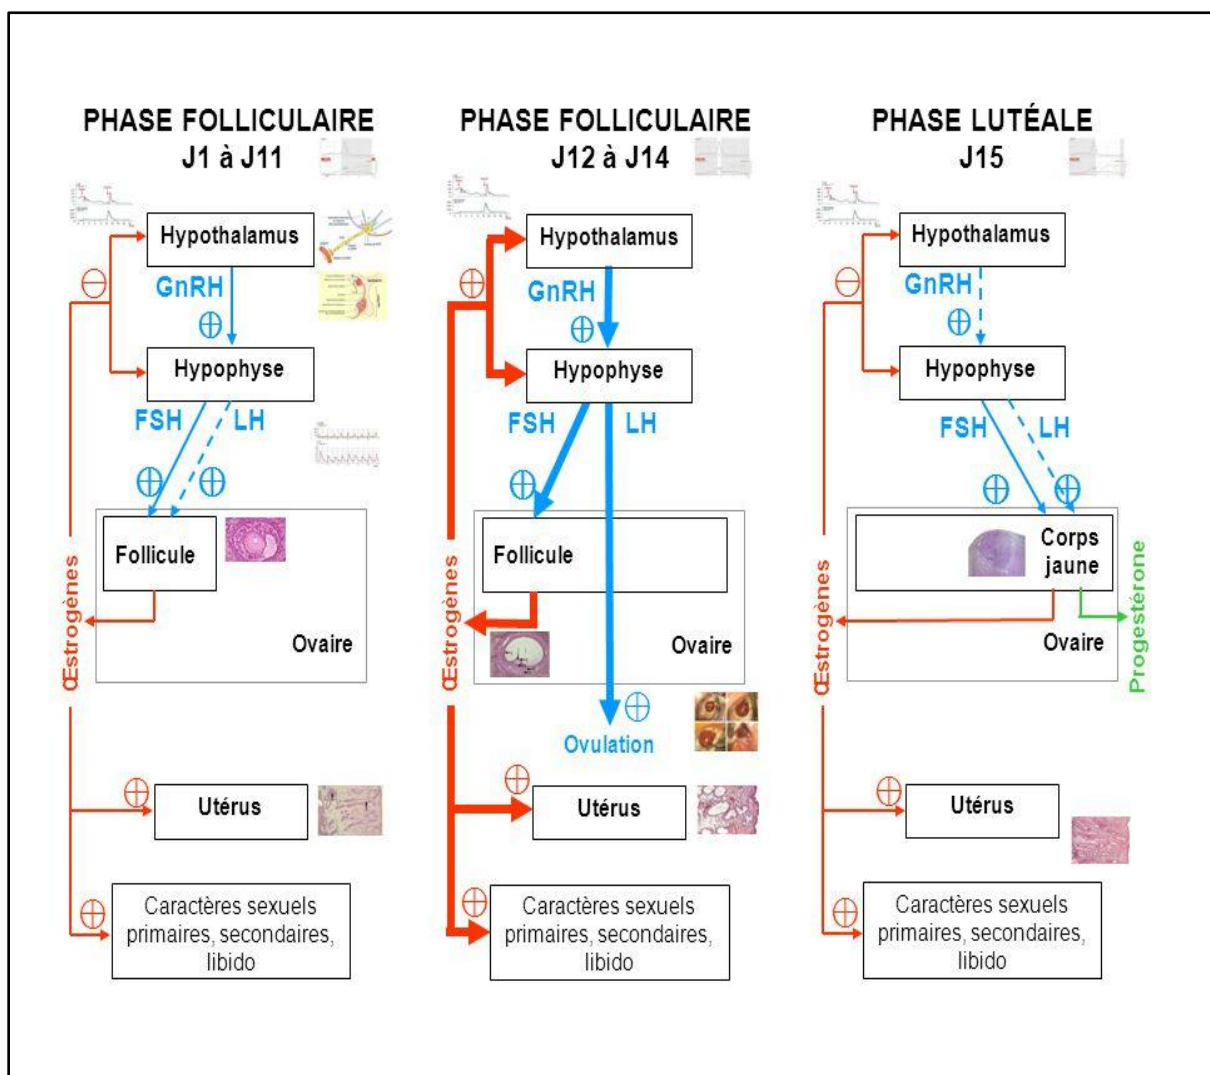 PHASE FOLLICULAIRE
J1 à J11
Hypothalamus
GnRH
Hypophyse
FSH
LH
Follicule
Ovaire
Œstrogènes
Utérus
Caractères sexuels
primaires, secondaires,
libido
PHASE FOLLICULAIRE
J12 à J14
Hypothalamus
GnRH
Hypophyse
FSH
LH
Follicule
Ovaire
Œstrogènes
Ovulation
Utérus
Caractères sexuels
primaires, secondaires,
libido
PHASE LUTÉALE
J15
Hypothalamus
GnRH
Hypophyse
FSH
LH
Corps
jaune
Ovaire
Œstrogènes
Progestérone
Utérus
Caractères sexuels
primaires, secondaires,
libido